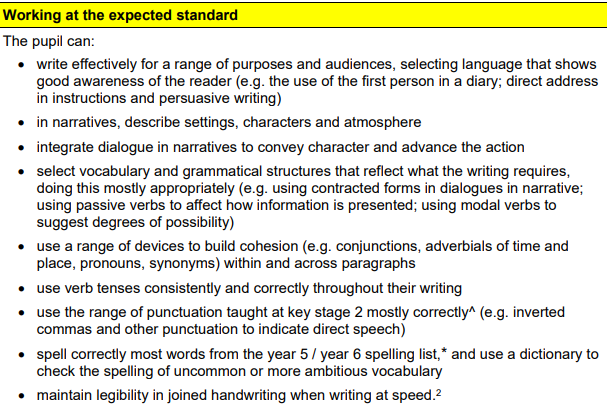 Working at the expected standard
The pupil can:
• write effectively for a range of purposes and audiences, selecting language that shows
good awareness of the reader (e.g. the use of the first person in a diary; direct address
in instructions and persuasive writing)
• in narratives, describe settings, characters and atmosphere
• integrate dialogue in narratives to convey character and advance the action
• select vocabulary and grammatical structures that reflect what the writing requires,
doing this mostly appropriately (e.g. using contracted forms in dialogues in narrative;
using passive verbs to affect how information is presented; using modal verbs to
suggest degrees of possibility)
• use a range of devices to build cohesion (e.g. conjunctions, adverbials of time and
place, pronouns, synonyms) within and across paragraphs
• use verb tenses consistently and correctly throughout their writing
• use the range of punctuation taught at key stage 2 mostly correctly^ (e.g. inverted
commas and other punctuation to indicate direct speech)
• spell correctly most words from the year 5 / year 6 spelling list,* and use a dictionary to
check the spelling of uncommon or more ambitious vocabulary
• maintain legibility in joined handwriting when writing at speed.²